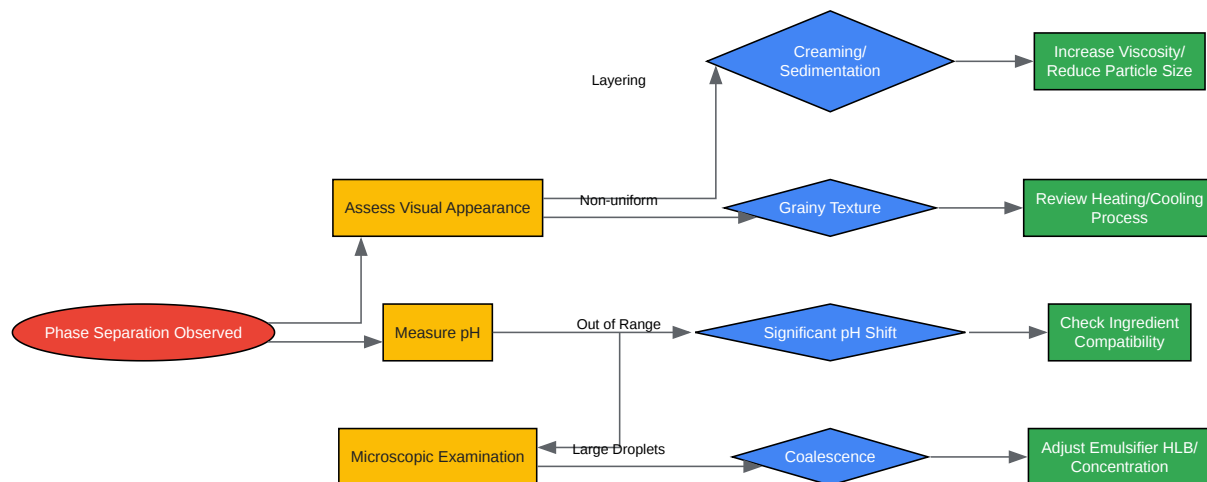 Creaming/
Sedimentation
Increase Viscosity/
Reduce Particle Size
Layering
Assess Visual Appearance
Non-uniform
Grainy Texture
Review Heating/Cooling
Process
Phase Separation Observed
Measure pH
Out of Range
Significant pH Shift
Check Ingredient
Compatibility
Microscopic Examination
Large Droplets
Coalescence
Adjust Emulsifier HLB/
Concentration